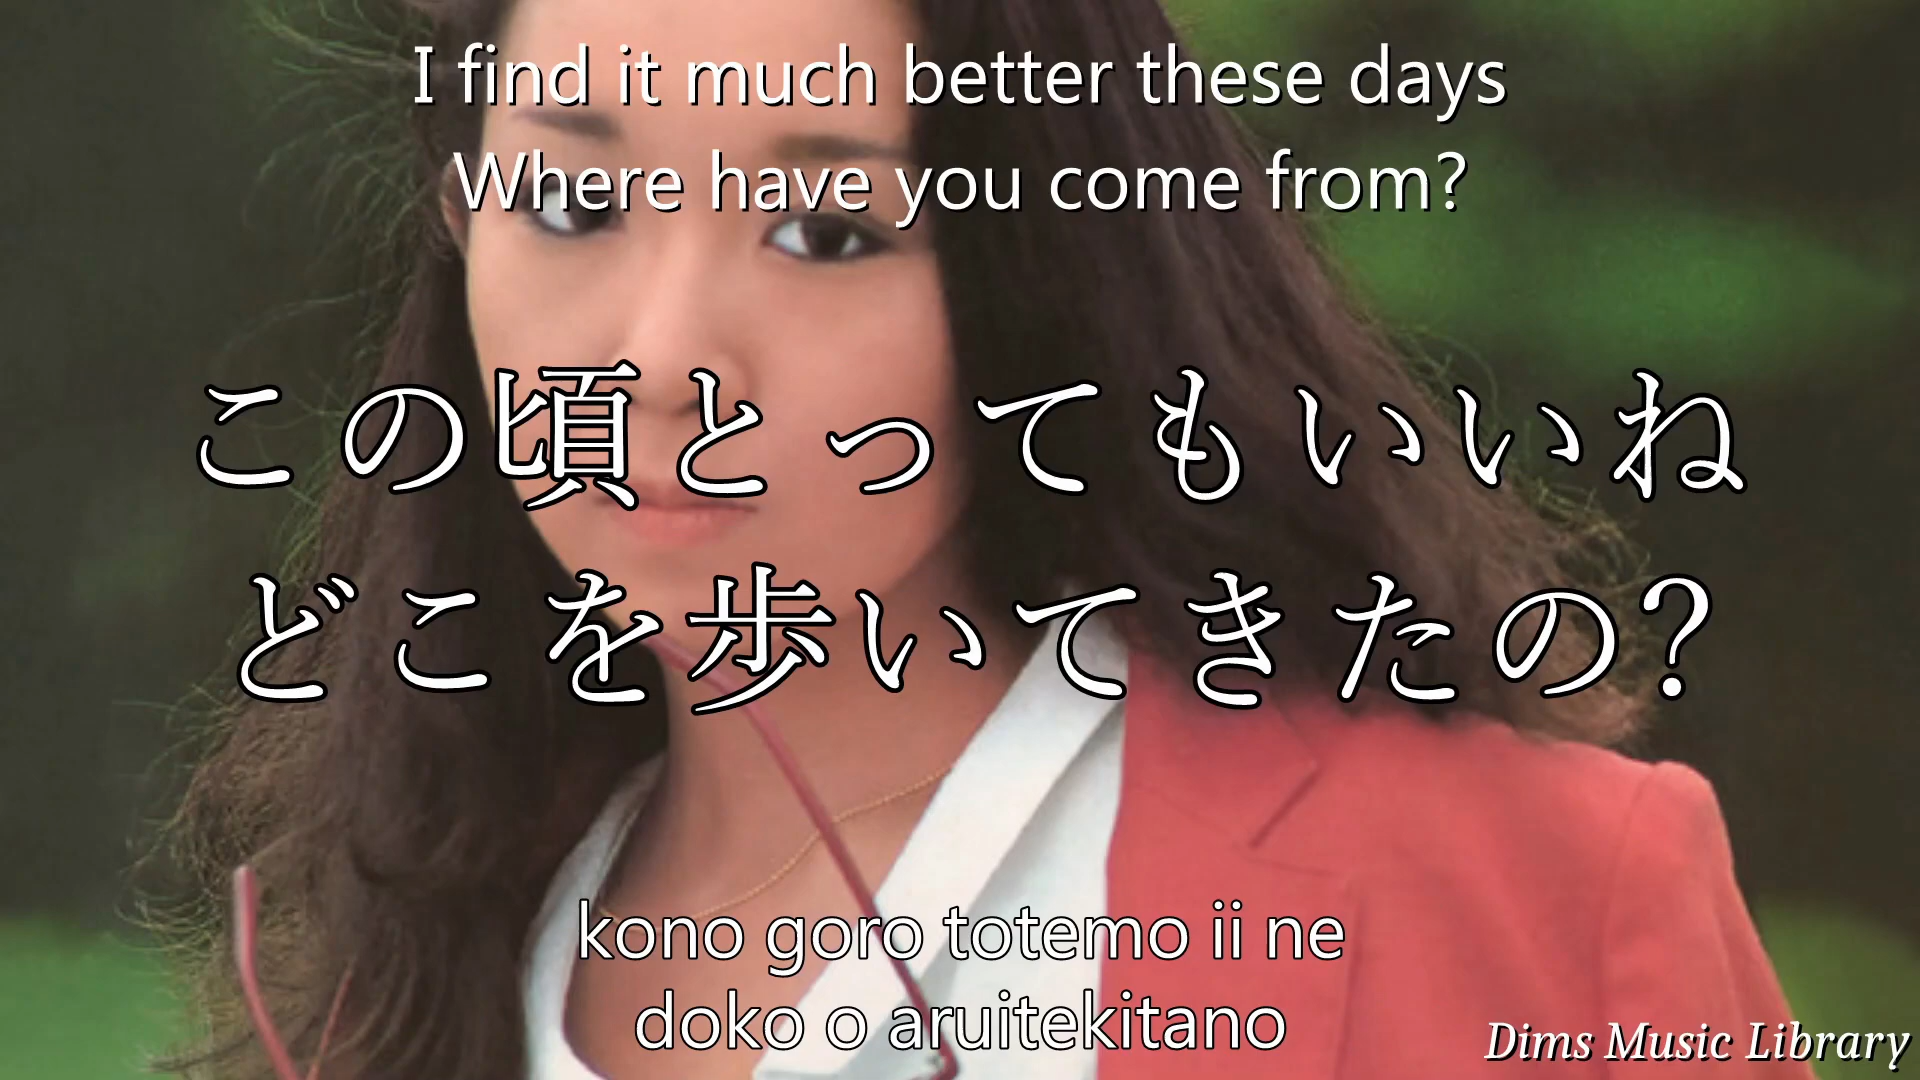 I find it much better these days
Where have you come from?
この頃とってもいいね
どこを歩いてきたの?
kono goro totemo ii ne
doko o aruitekitano
Dims Music Library